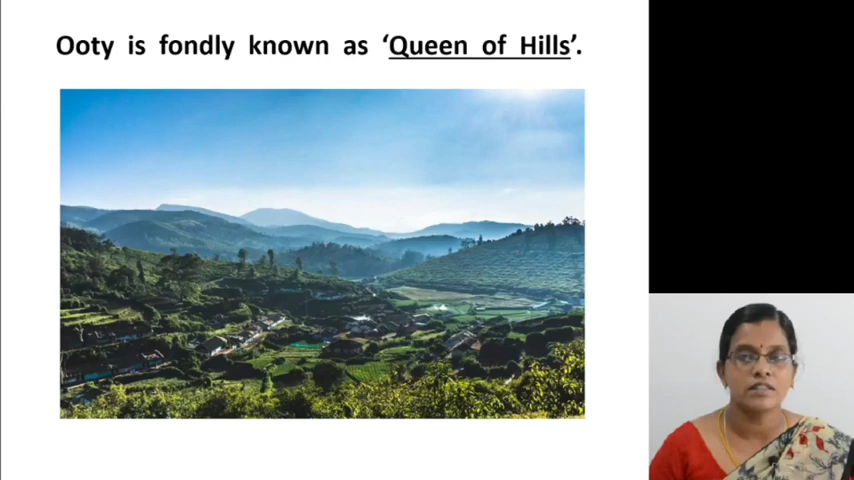 Ooty is fondly known as ‘Queen of Hills’.